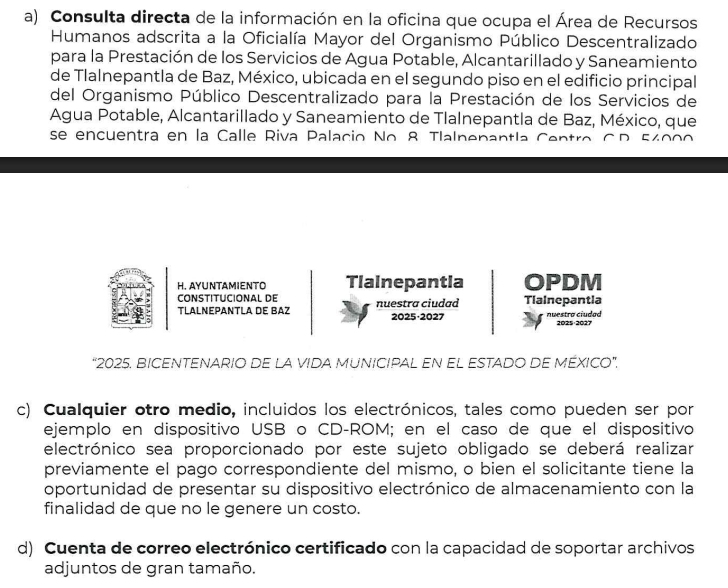 a) Consulta directa de la información en la oficina que ocupa el Área de Recursos
Humanos adscrita a la Oficialía Mayor del Organismo Público Descentralizado
para la Prestación de los Servicios de Agua Potable, Alcantarillado y Saneamiento
de Tlalnepantla de Baz, México, ubicada en el segundo piso en el edificio principal
del Organismo Público Descentralizado para la Prestación de los Servicios de
Agua Potable, Alcantarillado y Saneamiento de Tlalnepantla de Baz, México, que
se encuentra en la Calle Riva Palacio No. 8, Tlalnepantla Centro, C.P. 54000
CULTURA
PROGRESO
TRABAJO
H. AYUNTAMIENTO
CONSTITUCIONAL DE
TLALNEPANTLA DE BAZ
Tlalnepantla
nuestra ciudad
2025-2027
OPDM
Tlalnepantla
nuestra ciudad
2025-2027
"2025. BICENTENARIO DE LA VIDA MUNICIPAL EN EL ESTADO DE MÉXICO".
c) Cualquier otro medio, incluidos los electrónicos, tales como pueden ser por
ejemplo en dispositivo USB o CD-ROM; en el caso de que el dispositivo
electrónico sea proporcionado por este sujeto obligado se deberá realizar
previamente el pago correspondiente del mismo, o bien el solicitante tiene la
oportunidad de presentar su dispositivo electrónico de almacenamiento con la
finalidad de que no le genere un costo.
d) Cuenta de correo electrónico certificado con la capacidad de soportar archivos
adjuntos de gran tamaño.